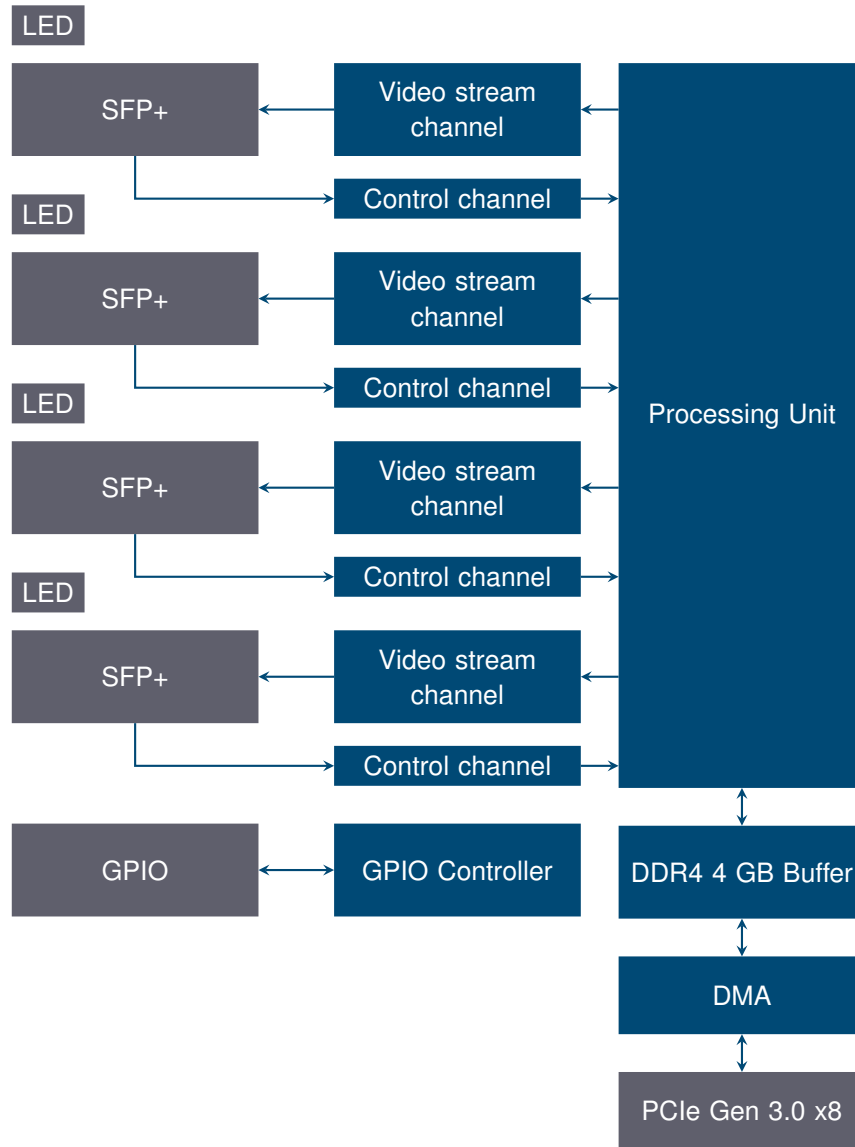 LED
SFP+
Video stream
channel
Control channel
LED
SFP+
Video stream
channel
Control channel
LED
Processing Unit
SFP+
Video stream
channel
Control channel
LED
SFP+
Video stream
channel
Control channel
GPIO
GPIO Controller
DDR4 4 GB Buffer
DMA
PCIe Gen 3.0 x8